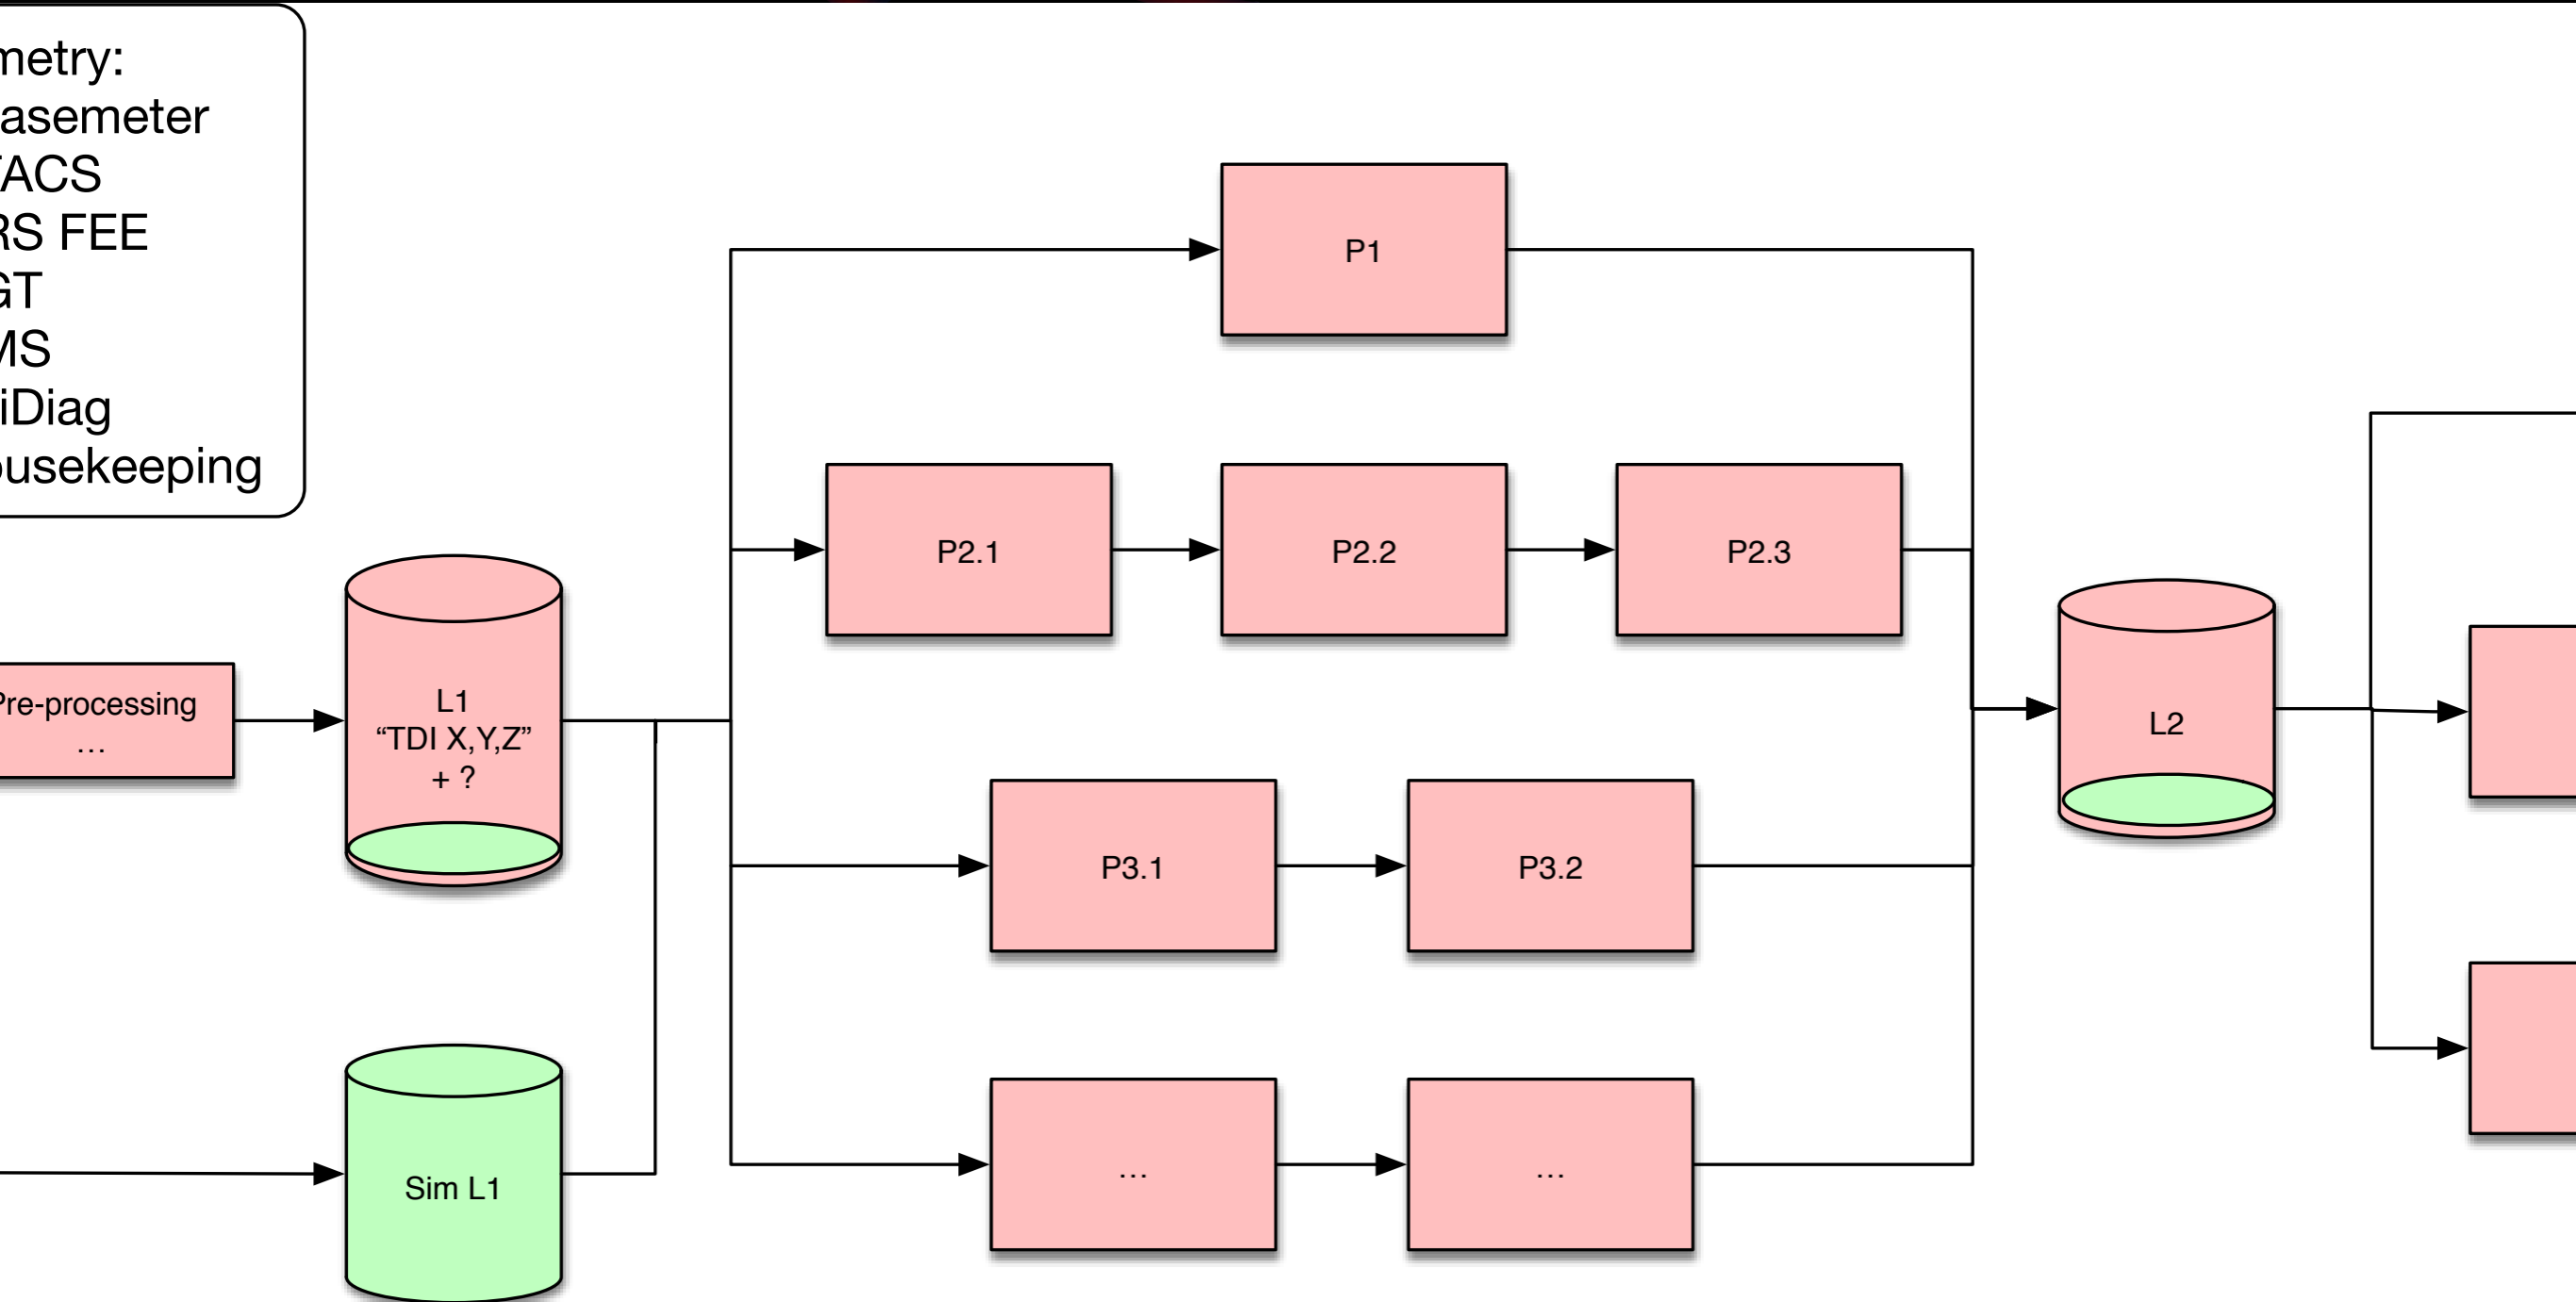 metry:
asemeter
ACS
RS FEE
GT
MS
iDiag
usekeeping
P1
P2.1
P2.2
P2.3
Pre-processing
…
L1
“TDI X,Y,Z”
+ ?
L2
P3.1
P3.2
Sim L1
…
…